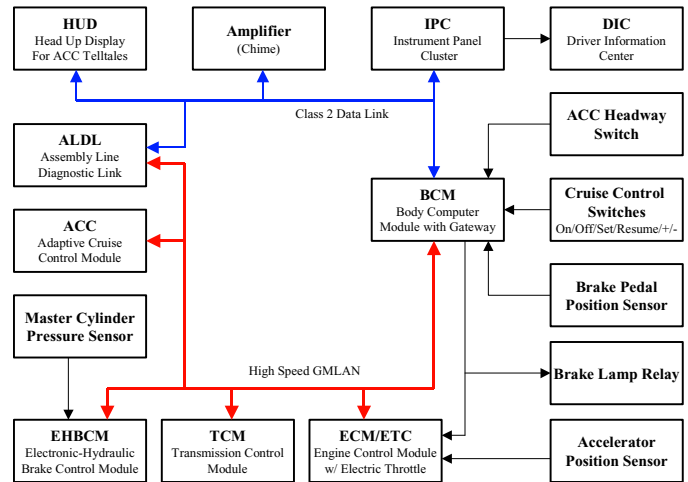 HUD
Head Up Display
For ACC Telltales
Amplifier
(Chime)
IPC
Instrument Panel
Cluster
DIC
Driver Information
Center
Class 2 Data Link
ALDL
Assembly Line
Diagnostic Link
ACC Headway
Switch
BCM
Body Computer
Module with Gateway
Cruise Control
Switches
On/Off/Set/Resume/+/-
ACC
Adaptive Cruise
Control Module
Brake Pedal
Position Sensor
Master Cylinder
Pressure Sensor
High Speed GMLAN
Brake Lamp Relay
EHBCM
Electronic-Hydraulic
Brake Control Module
TCM
Transmission Control
Module
ECM/ETC
Engine Control Module
w/ Electric Throttle
Accelerator
Position Sensor